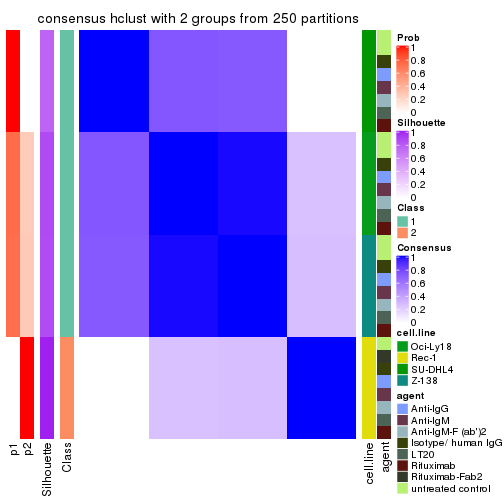 consensus hclust with 2 groups from 250 partitions
Prob
1
0.8
0.6
0.4
0.2
0
Silhouette
1
0.8
0.6
0.4
0.2
0
Class
1
2
Consensus
1
0.8
0.6
0.4
0.2
0
cell.line
Oci-Ly18
Rec-1
SU-DHL4
Z-138
agent
Anti-IgG
Anti-IgM
Anti-IgM-F (ab')2
Isotype/ human IgG
LT20
Rituximab
Rituximab-Fab2
untreated control
p1
p2
Silhouette
Class
cell.line
agent